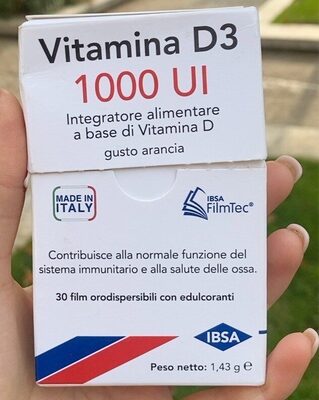 Vitamina D3
1000 UI
Integratore alimentare
a base di Vitamina D
gusto arancia
MADE IN
ITALY
IBSA
FilmTec®
Contribuisce alla normale funzione del
sistema immunitario e alla salute delle ossa.
30 film orodispersibili con edulcoranti
IBSA
Peso netto: 1,43 g e